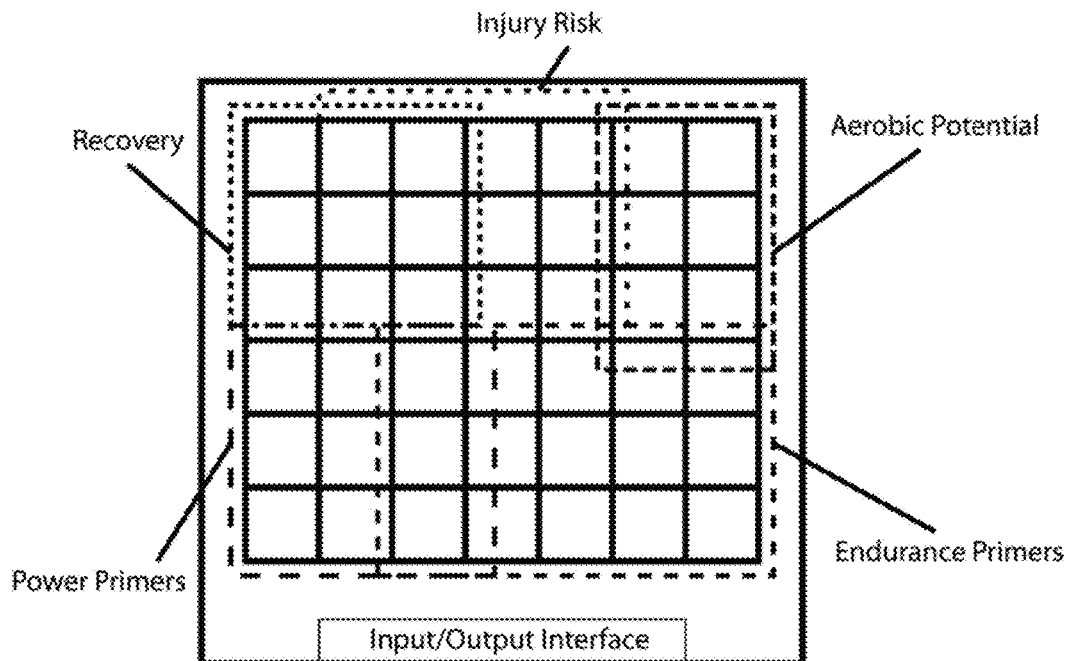 Injury Risk
Recovery
Aerobic Potential
Power Primers
Endurance Primers
Input/Output Interface